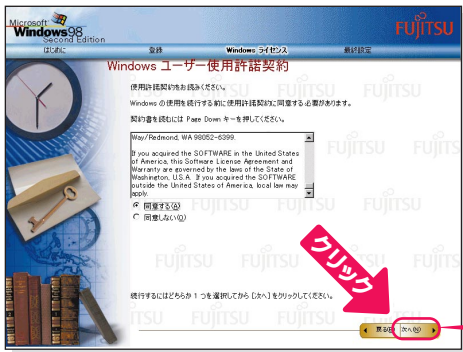 Microsoft
Windows98
Second Edition
FUJITSU
はじめに 登録 Windows ライセンス 最終設定
Windows ユーザー使用許諾契約
使用許諾契約をお読みください。
Windows の使用を続行する前に使用許諾契約に同意する必要があります。
契約書を読むには Page Down キーを押してください。
Way/Redmond, WA 98052-6399.
If you acquired the SOFTWARE in the United States
of America, this Software License Agreement and
Warranty are governed by the laws of the State of
Washington, U.S.A. If you acquired the SOFTWARE
outside the United States of America, local law may
apply.
同意する(A)
同意しない(O)
クリック
続行するにはどちらか 1 つを選択してから [次へ] をクリックしてください。
戻る(B) 次へ(N)